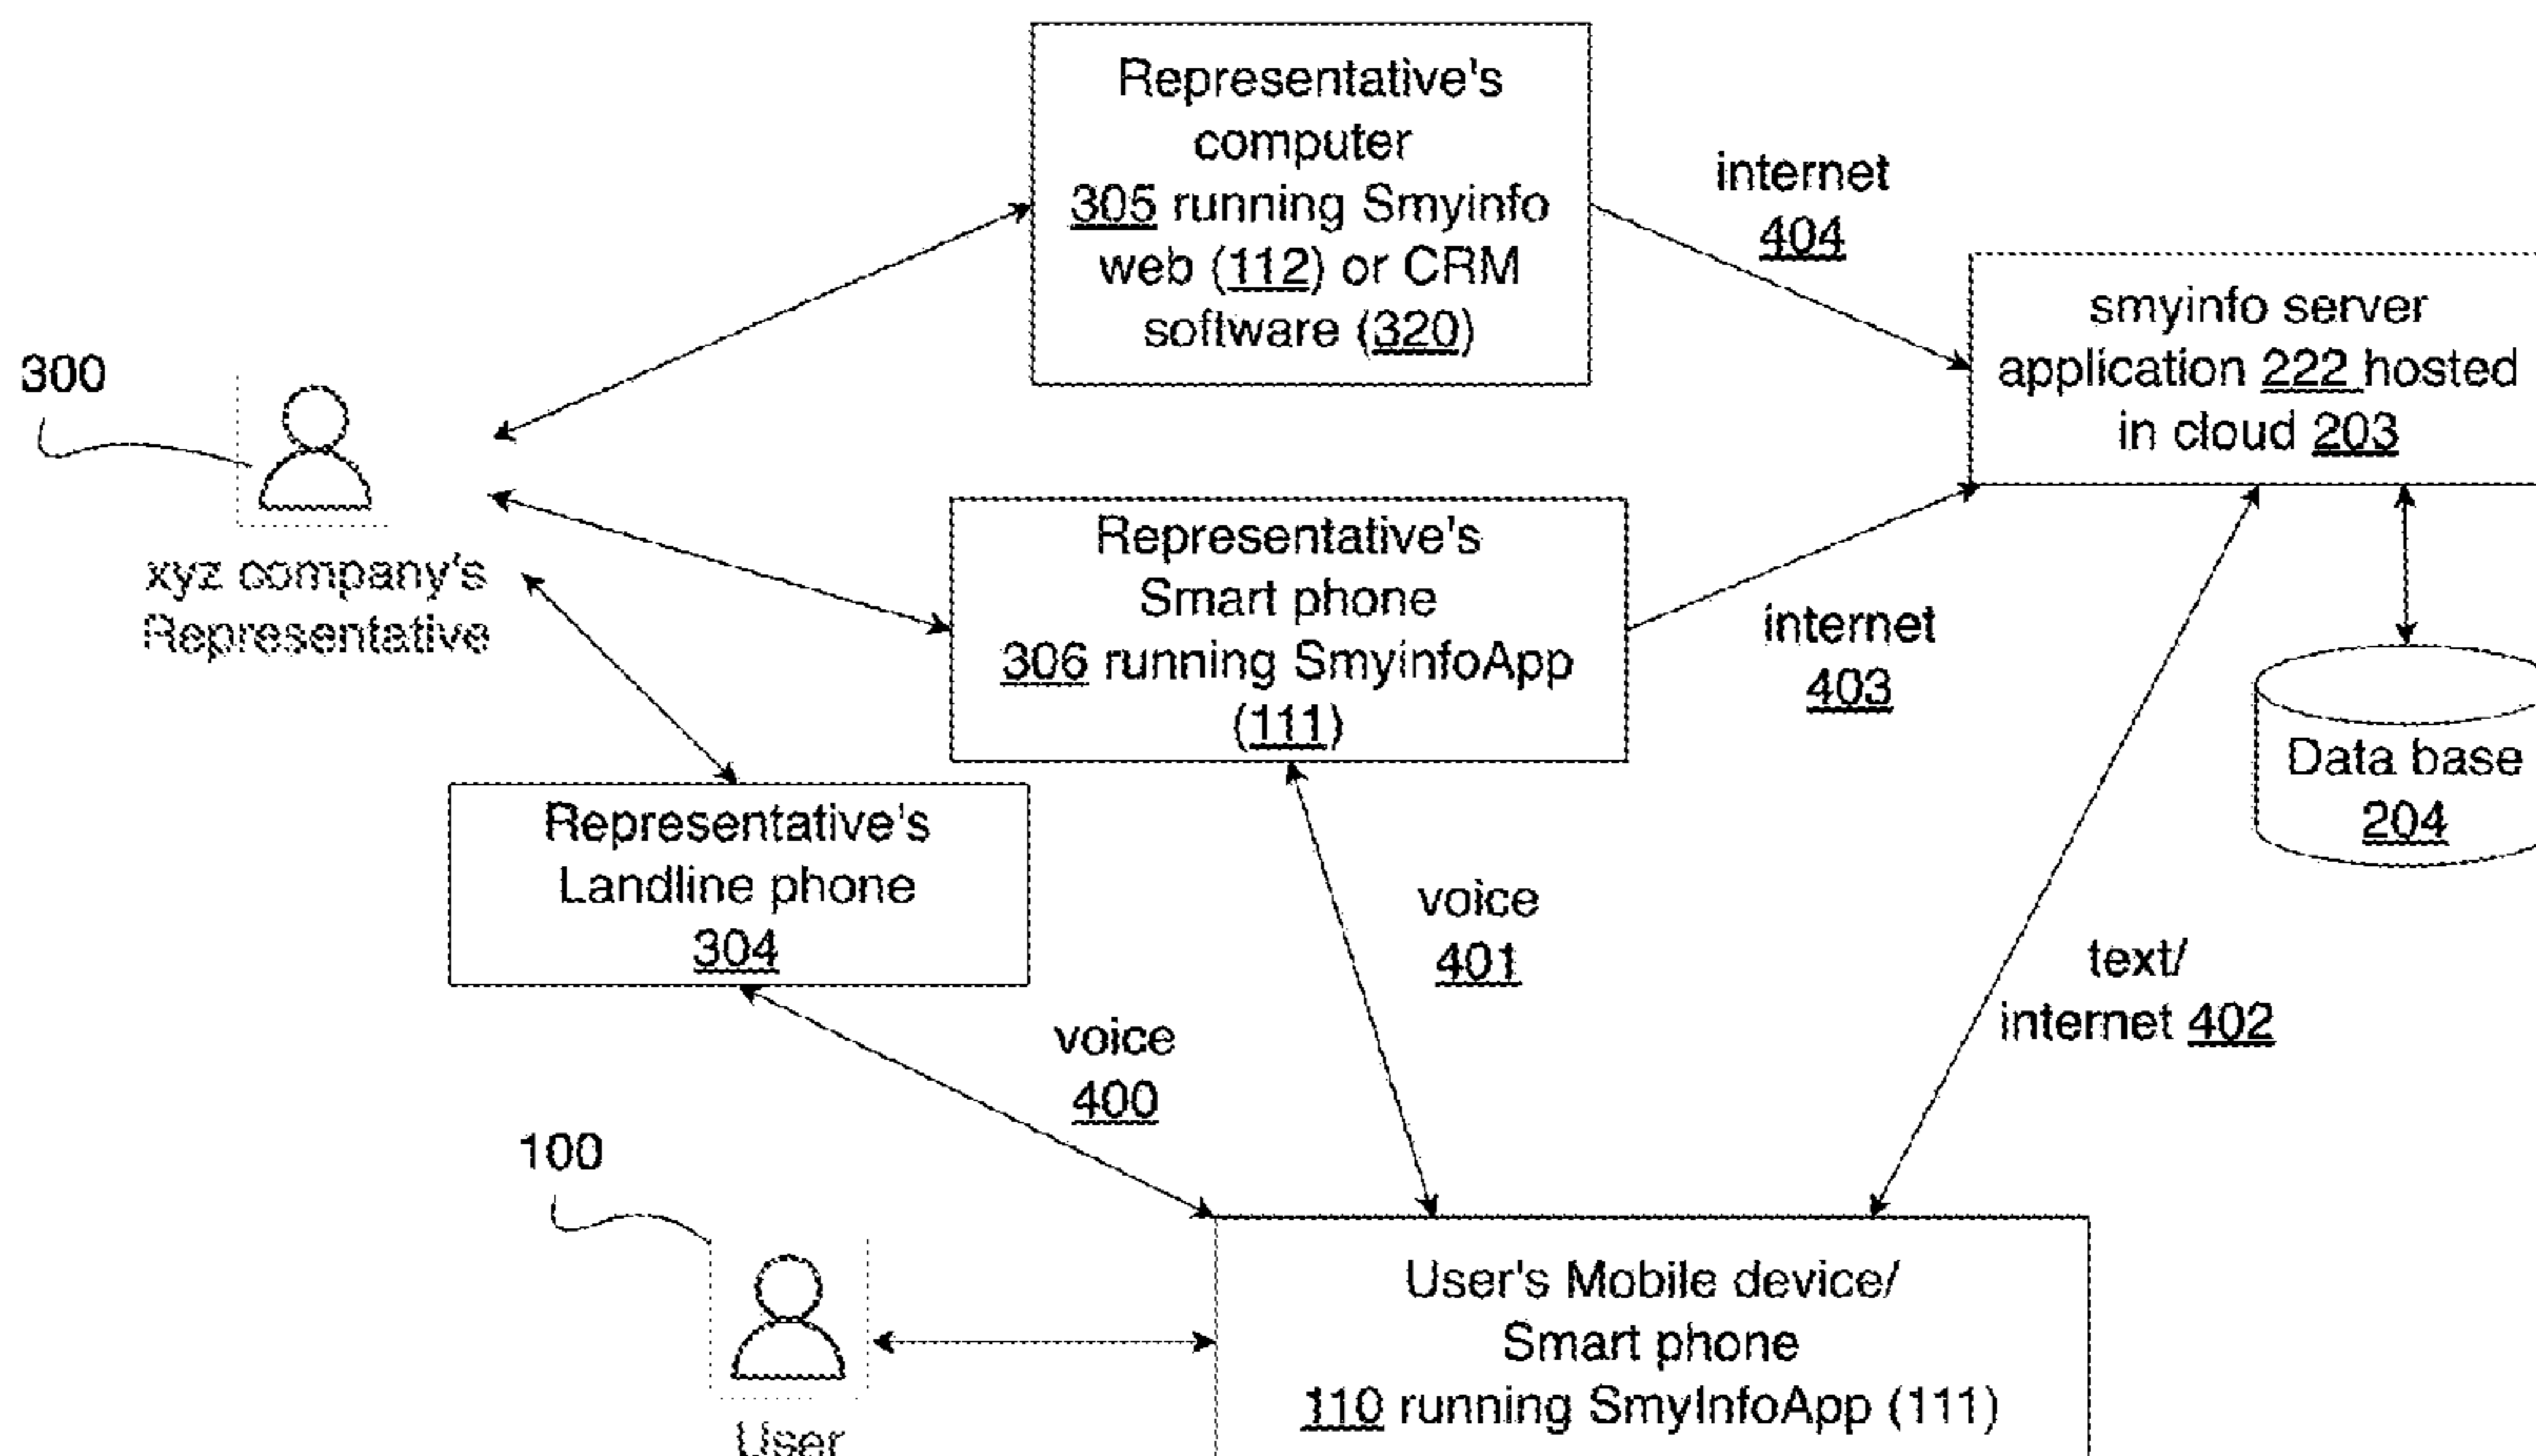 Representative's
computer
305 running Smyinfo
web (112) or CRM
software (320)
internet
404
smyinfo server
application 222 hosted
in cloud 203
300
xyz company's
Representative
Representative's
Smart phone
306 running SmyinfoApp
(111)
internet
403
Data base
204
Representative's
Landline phone
304
voice
401
text/
internet 402
voice
400
100
User
User's Mobile device/
Smart phone
110 running SmyInfoApp (111)